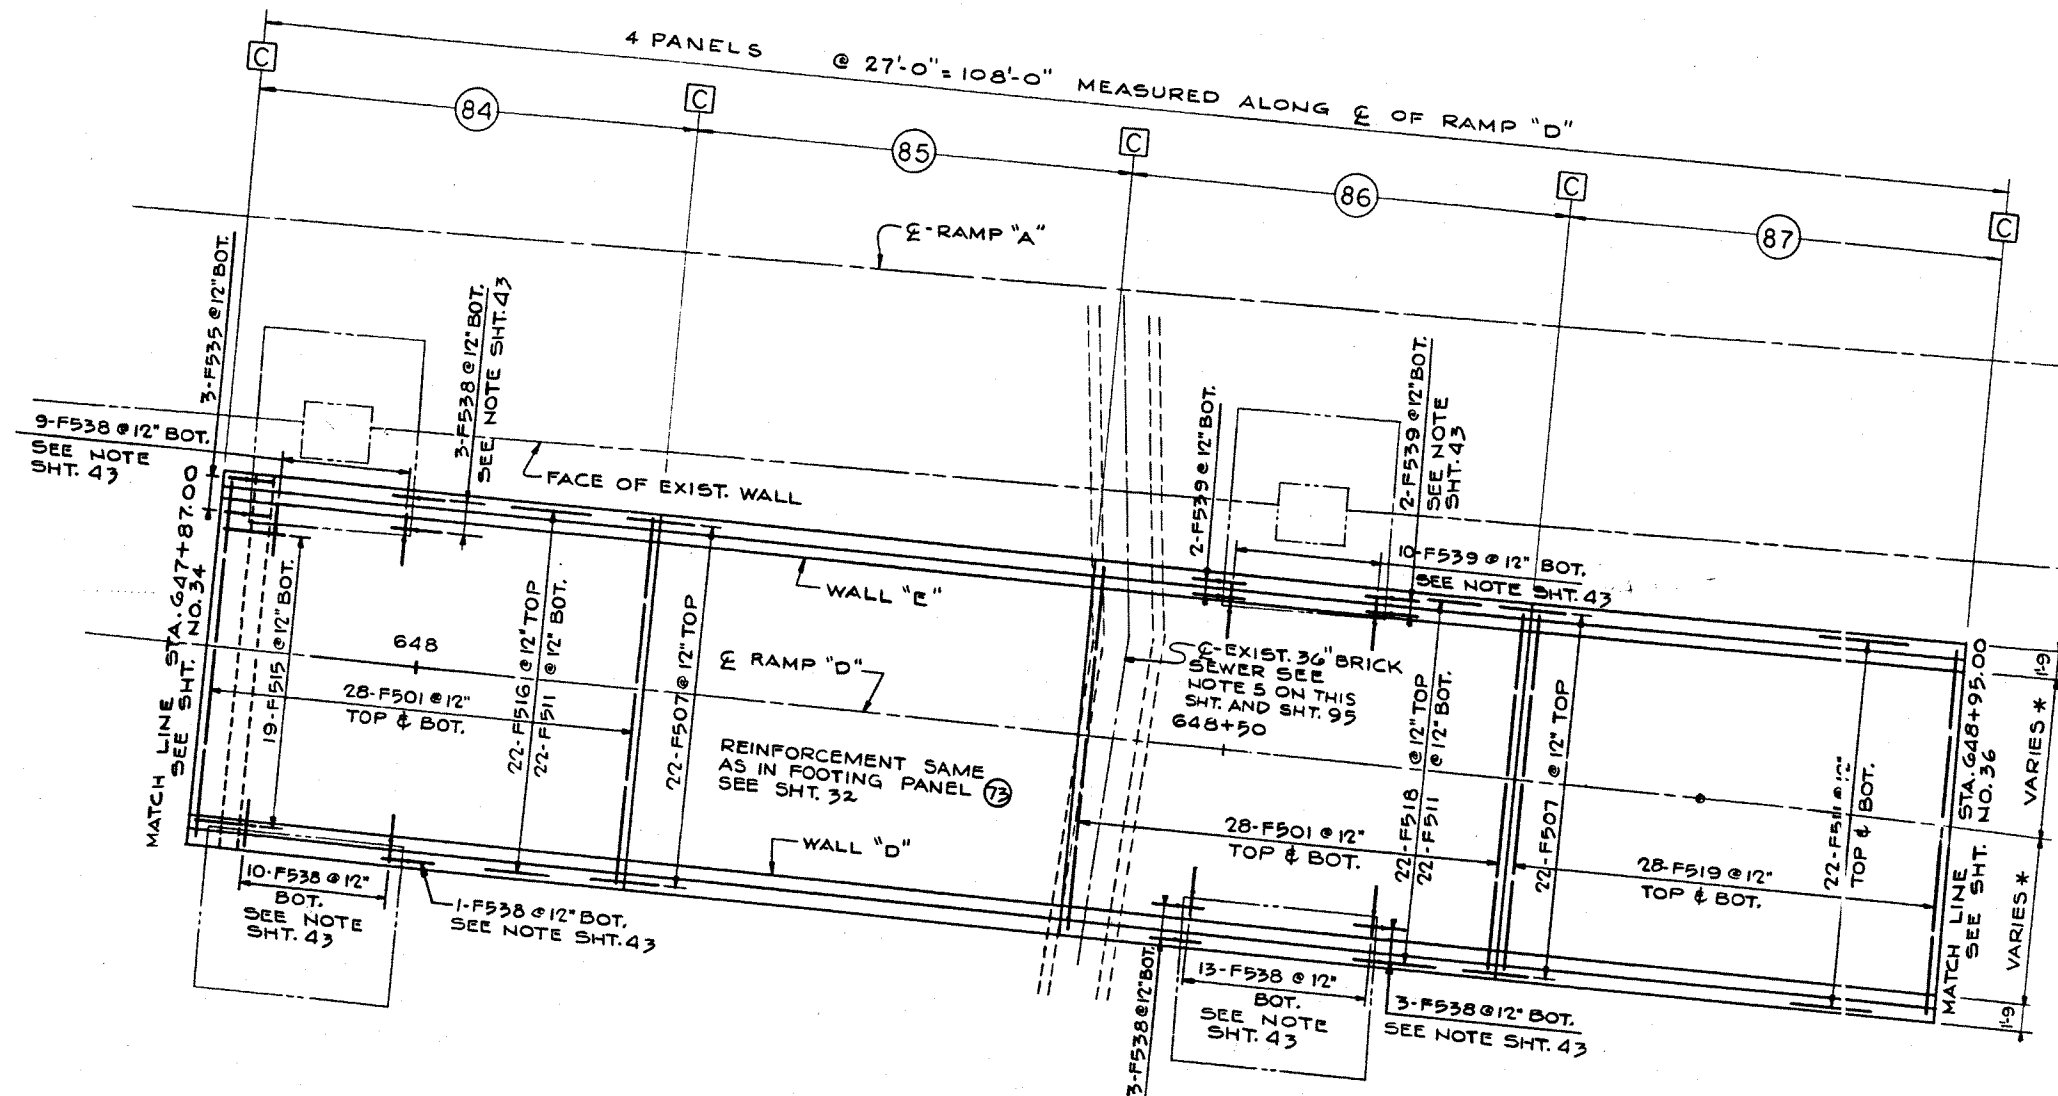 4 PANELS @ 27'-0" = 108'-0" MEASURED ALONG ℄ OF RAMP "D"
C
C
C
C
C
84
85
86
87
℄-RAMP "A"
3-F535 @ 12" BOT.
3-F538 @ 12" BOT.
SEE NOTE SHT. 43
9-F538 @ 12" BOT.
SEE NOTE
SHT. 43
FACE OF EXIST. WALL
2-F539 @ 12" BOT.
2-F539 @ 12" BOT.
SEE NOTE
SHT. 43
10-F539 @ 12" BOT.
SEE NOTE SHT. 43
MATCH LINE STA. 647+87.00
SEE SHT. NO. 34
19-F515 @ 12" BOT.
648
28-F501 @ 12"
TOP & BOT.
22-F516 @ 12" TOP
22-F511 @ 12" BOT.
22-F507 @ 12" TOP
WALL "E"
℄ RAMP "D"
REINFORCEMENT SAME
AS IN FOOTING PANEL 73
SEE SHT. 32
WALL "D"
℄-EXIST. 36" BRICK
SEWER SEE
NOTE 5 ON THIS
SHT. AND SHT. 95
648+50
28-F501 @ 12"
TOP & BOT.
22-F518 @ 12" TOP
22-F511 @ 12" BOT.
22-F507 @ 12" TOP
28-F519 @ 12"
TOP & BOT.
22-F511 @ 12"
TOP & BOT.
MATCH LINE STA. 648+95.00
SEE SHT. NO. 36
1'-9
VARIES *
VARIES *
1'-9
10-F538 @ 12"
BOT.
SEE NOTE
SHT. 43
1-F538 @ 12" BOT.
SEE NOTE SHT. 43
3-F538 @ 12" BOT.
13-F538 @ 12"
BOT.
SEE NOTE
SHT. 43
3-F538 @ 12" BOT.
SEE NOTE SHT. 43